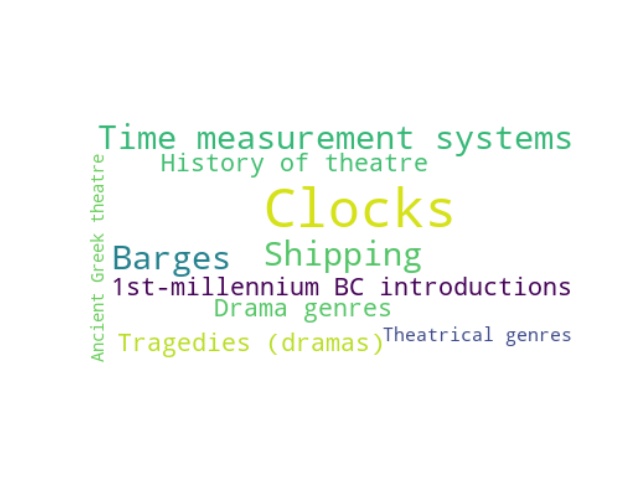 Time measurement systems
History of theatre
Ancient Greek theatre
Clocks
Barges
Shipping
1st-millennium BC introductions
Drama genres
Tragedies (dramas)
Theatrical genres